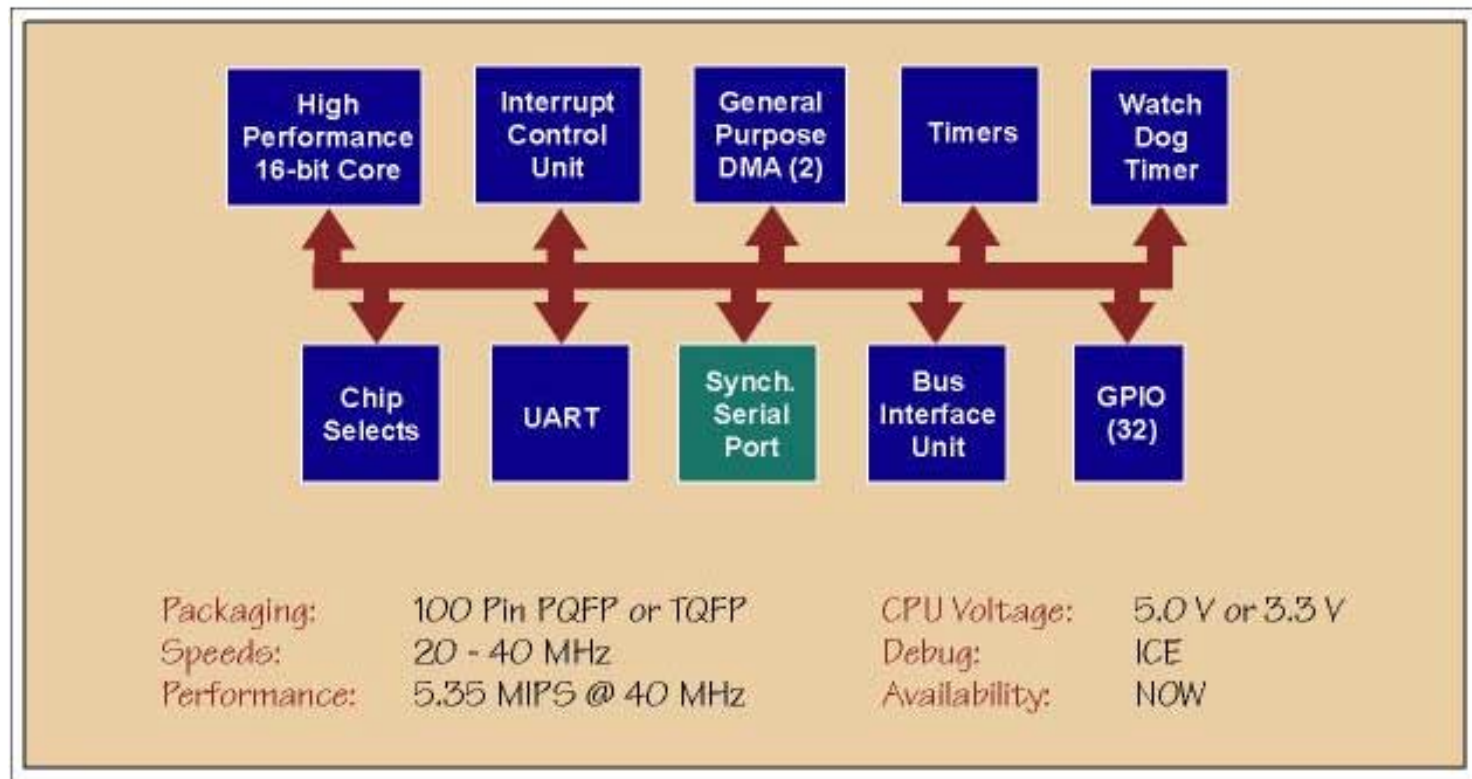 High
Performance
16-bit Core
Interrupt
Control
Unit
General
Purpose
DMA (2)
Timers
Watch
Dog
Timer
Chip
Selects
UART
Synch.
Serial
Port
Bus
Interface
Unit
GPIO
(32)
Packaging: 100 Pin PQFP or TQFP
Speeds: 20 - 40 MHz
Performance: 5.35 MIPS @ 40 MHz
CPU Voltage: 5.0 V or 3.3 V
Debug: ICE
Availability: NOW